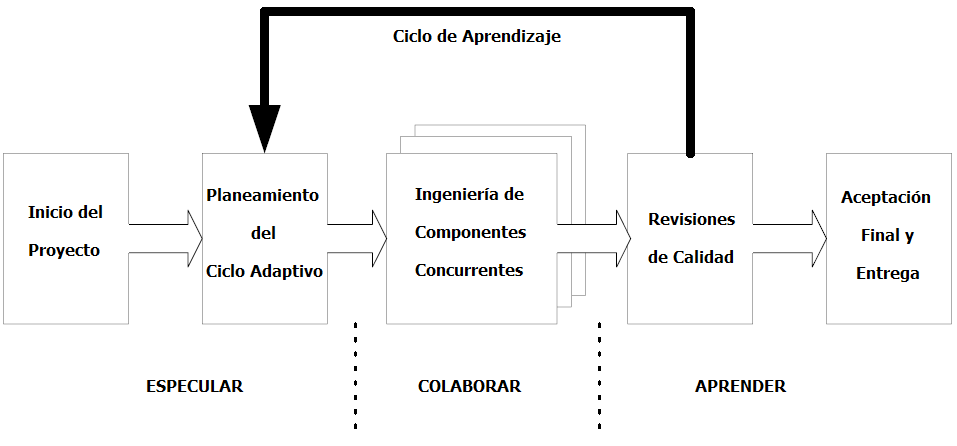 Ciclo de Aprendizaje
Inicio del
Proyecto
Planeamiento
del
Ciclo Adaptivo
Ingeniería de
Componentes
Concurrentes
Revisiones
de Calidad
Aceptación
Final y
Entrega
ESPECULAR
COLABORAR
APRENDER